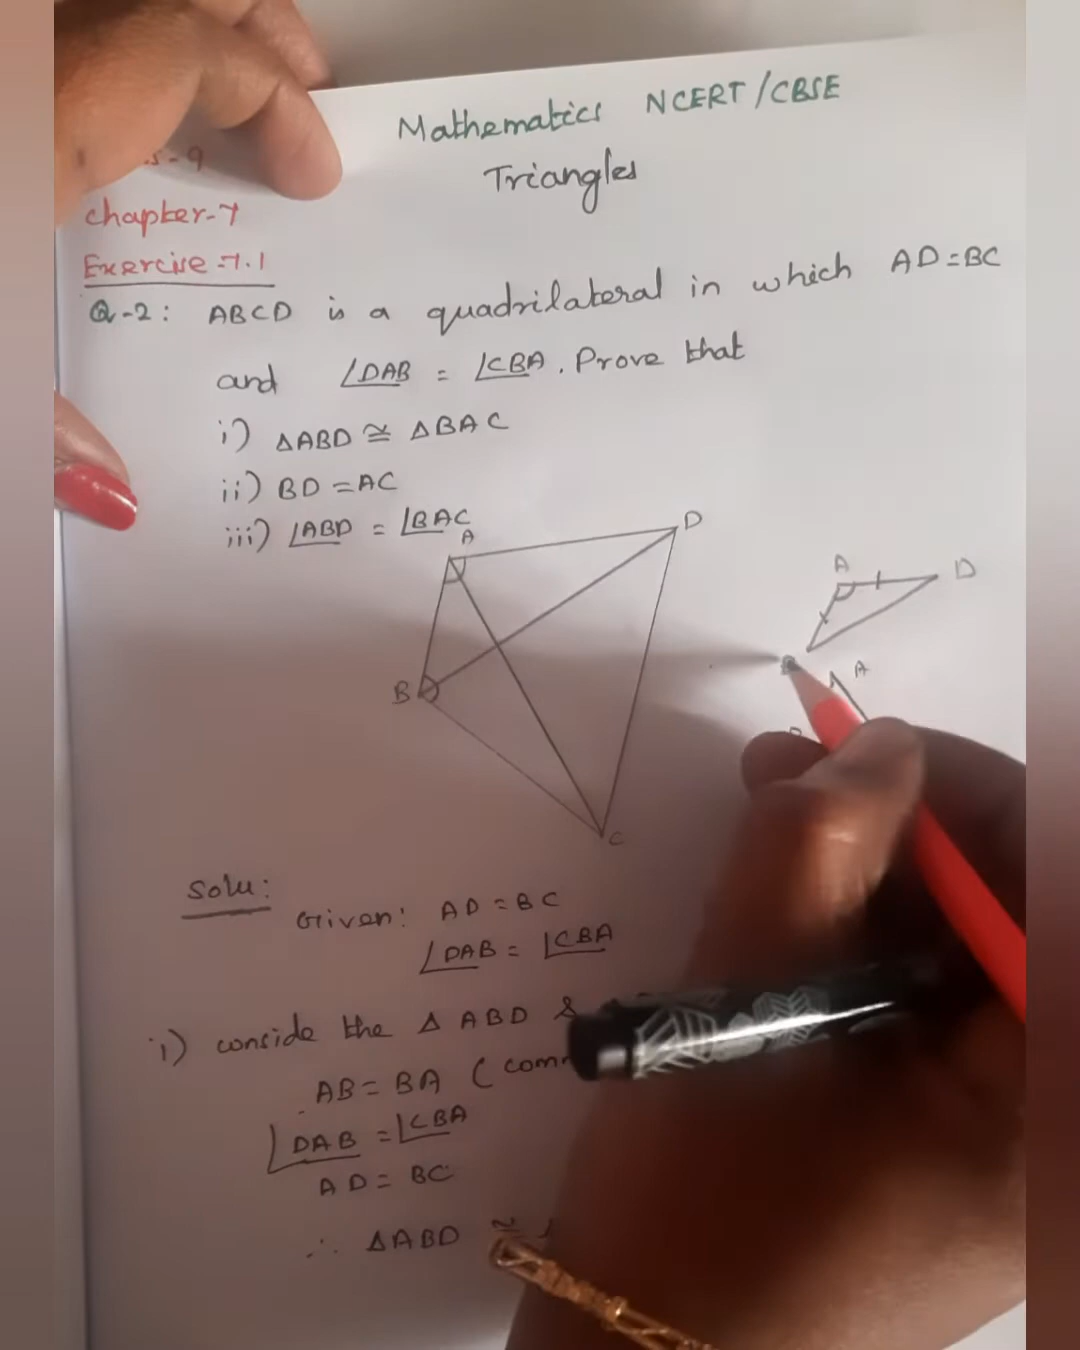 Mathematics NCERT/CBSE
Triangles
s-9
Chapter-7
Exercise-7.1
Q-2: ABCD is a quadrilateral in which AD=BC
and ∠DAB = ∠CBA. Prove that
i) ΔABD ≅ ΔBAC
ii) BD=AC
iii) ∠ABD = ∠BAC
A
D
B
C
A
D
B
A
Solu:
Given: AD=BC
∠DAB = ∠CBA
i) conside the Δ ABD &
AB = BA (com
∠DAB = ∠CBA
AD = BC
∴ ΔABD ≅